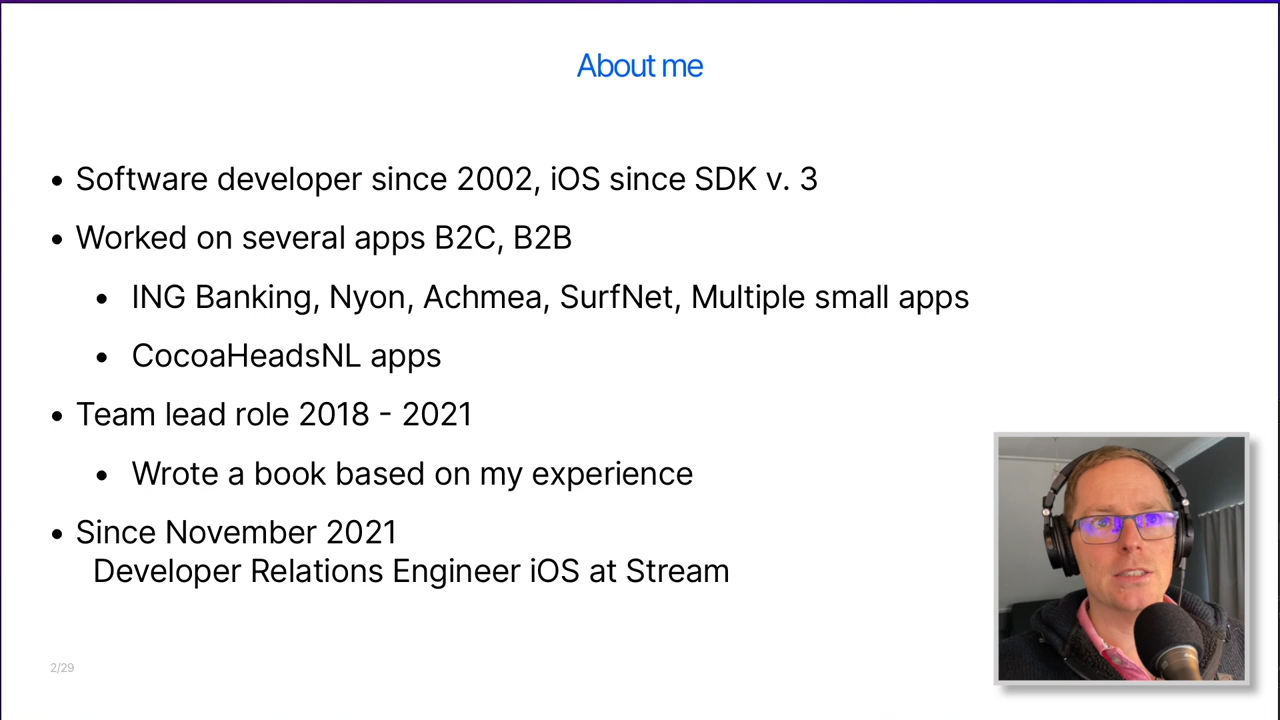 About me
• Software developer since 2002, iOS since SDK v. 3
• Worked on several apps B2C, B2B
• ING Banking, Nyon, Achmea, SurfNet, Multiple small apps
• CocoaHeadsNL apps
• Team lead role 2018 - 2021
• Wrote a book based on my experience
• Since November 2021
Developer Relations Engineer iOS at Stream
2/29